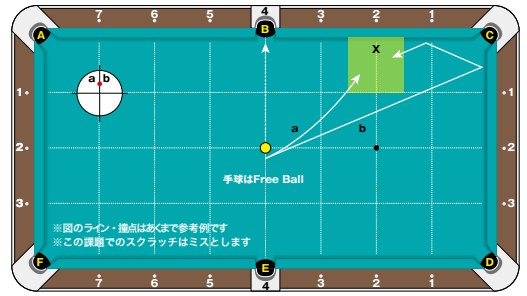 7 6 5 4 3 2 1
A B C
X
a b
1 1
a b
2 2
手球はFree Ball
3 3
※図のライン・撞点はあくまで参考例です
※この課題でのスクラッチはミスとします
F E D
7 6 5 4 3 2 1